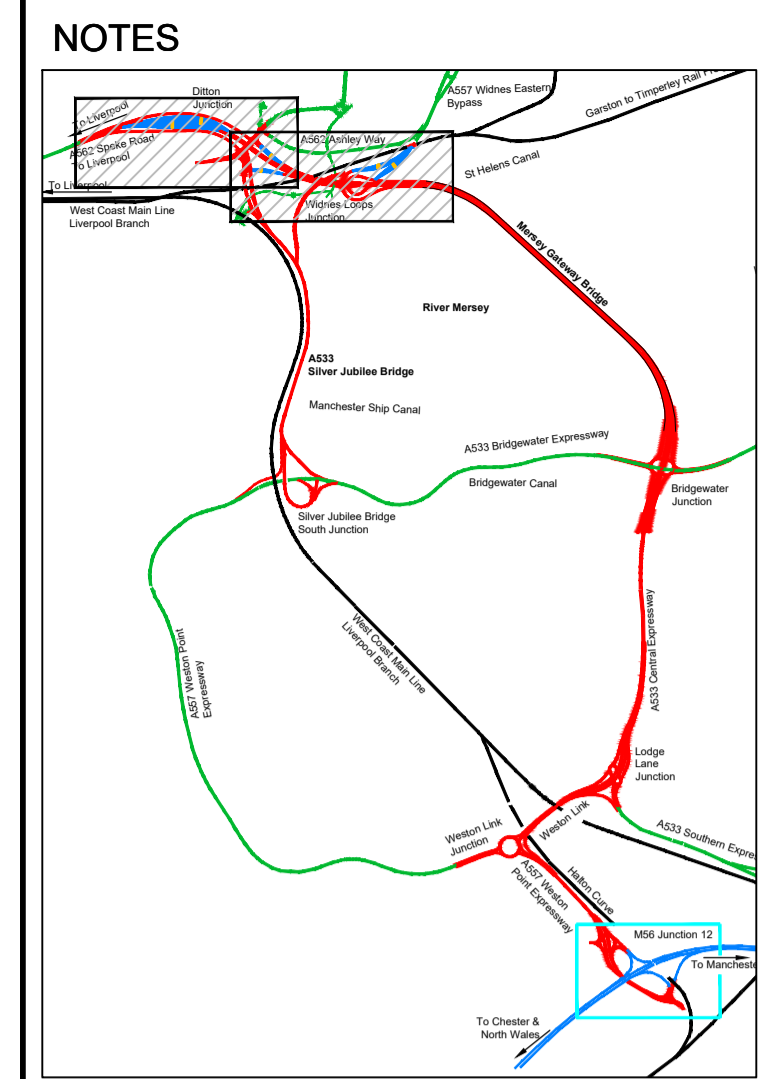 NOTES
Ditton
Junction
To Liverpool
A557 Widnes Eastern
Bypass
Garston to Timperley Rail
A562 Speke Road
To Liverpool
A562 Ashley Way
St Helens Canal
To Liverpool
West Coast Main Line
Liverpool Branch
Widnes Loops
Junction
Mersey Gateway Bridge
River Mersey
A533
Silver Jubilee Bridge
Manchester Ship Canal
A533 Bridgewater Expressway
Bridgewater Canal
Bridgewater
Junction
Silver Jubilee Bridge
South Junction
A557 Weston Point
Expressway
West Coast Main Line
Liverpool Branch
A533 Central Expressway
Lodge
Lane
Junction
Weston Link
Junction
Weston Link
A533 Southern Expre
A557 Weston
Point Expressway
Halton Curve
M56 Junction 12
To Mancheste
To Chester &
North Wales